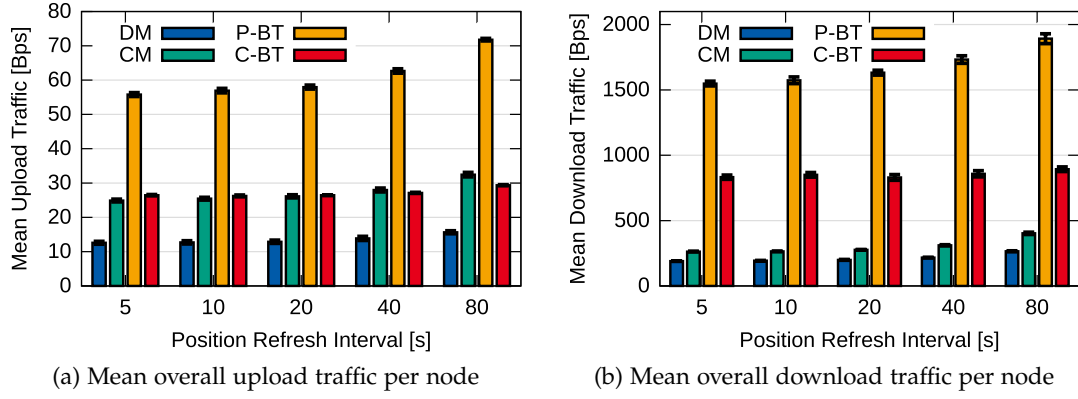 Mean Upload Traffic [Bps]
80
70
60
50
40
30
20
10
0
DM P-BT
CM C-BT
5 10 20 40 80
Position Refresh Interval [s]
(a) Mean overall upload traffic per node
Mean Download Traffic [Bps]
2000
1500
1000
500
0
DM P-BT
CM C-BT
5 10 20 40 80
Position Refresh Interval [s]
(b) Mean overall download traffic per node